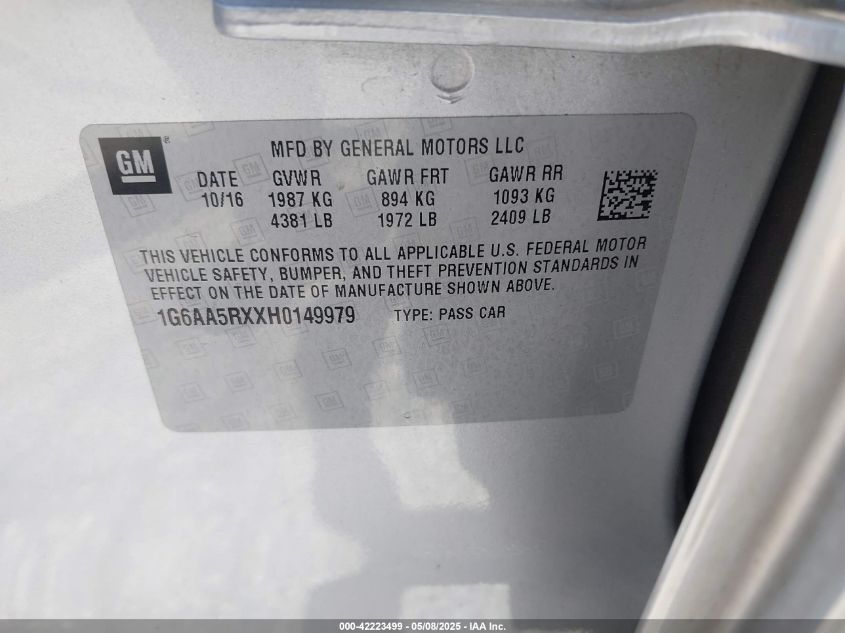 GM®
MFD BY GENERAL MOTORS LLC
DATE GVWR GAWR FRT GAWR RR
10/16 1987 KG 894 KG 1093 KG
4381 LB 1972 LB 2409 LB
THIS VEHICLE CONFORMS TO ALL APPLICABLE U.S. FEDERAL MOTOR
VEHICLE SAFETY, BUMPER, AND THEFT PREVENTION STANDARDS IN
EFFECT ON THE DATE OF MANUFACTURE SHOWN ABOVE.
1G6AA5RXXH0149979 TYPE: PASS CAR
000-42223499 - 05/08/2025 - IAA Inc.